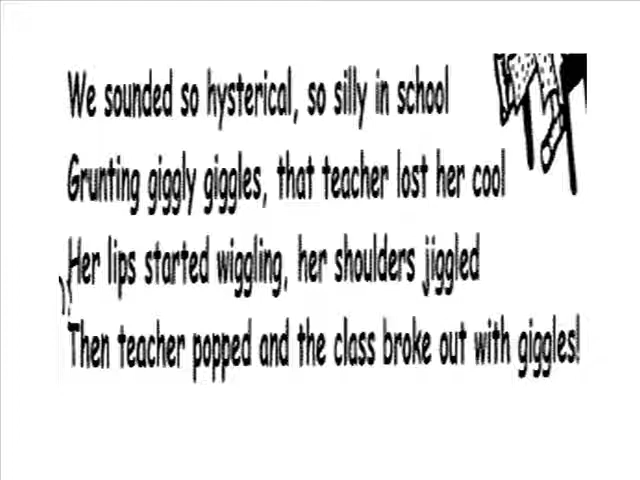 We sounded so hysterical, so silly in school
Grunting giggly giggles, that teacher lost her cool
Her lips started wiggling, her shoulders jiggled
Then teacher popped and the class broke out with giggles!